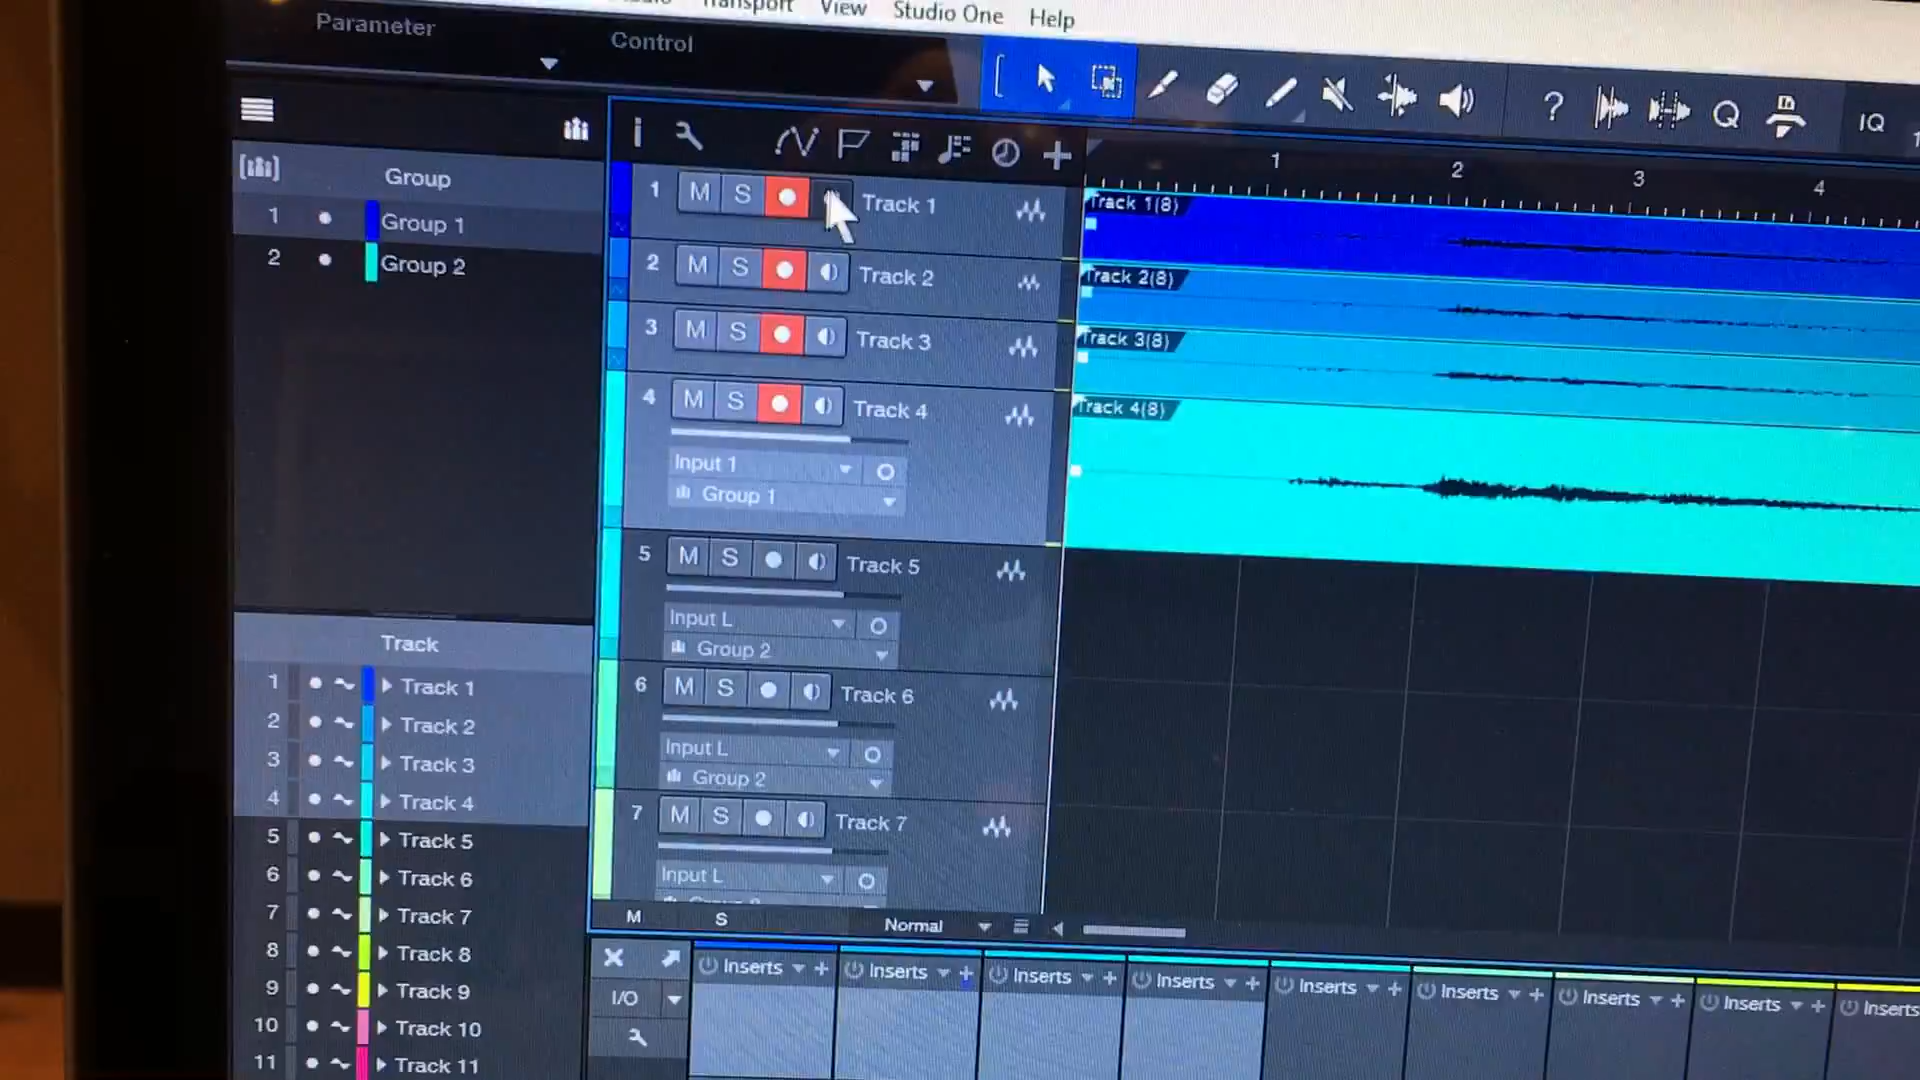 Transport View Studio One Help
Parameter
Control
IQ
Group
1 Group 1
2 Group 2
Track
1 Track 1
2 Track 2
3 Track 3
4 Track 4
5 Track 5
6 Track 6
7 Track 7
8 Track 8
9 Track 9
10 Track 10
11 Track 11
1 2 3 4
1 M S Track 1
2 M S Track 2
3 M S Track 3
4 M S Track 4
Input 1
Group 1
5 M S Track 5
Input L
Group 2
6 M S Track 6
Input L
Group 2
7 M S Track 7
Input L
M S Normal
Track 1(8)
Track 2(8)
Track 3(8)
Track 4(8)
I/O
Inserts Inserts Inserts Inserts Inserts Inserts Inserts Inserts Inserts